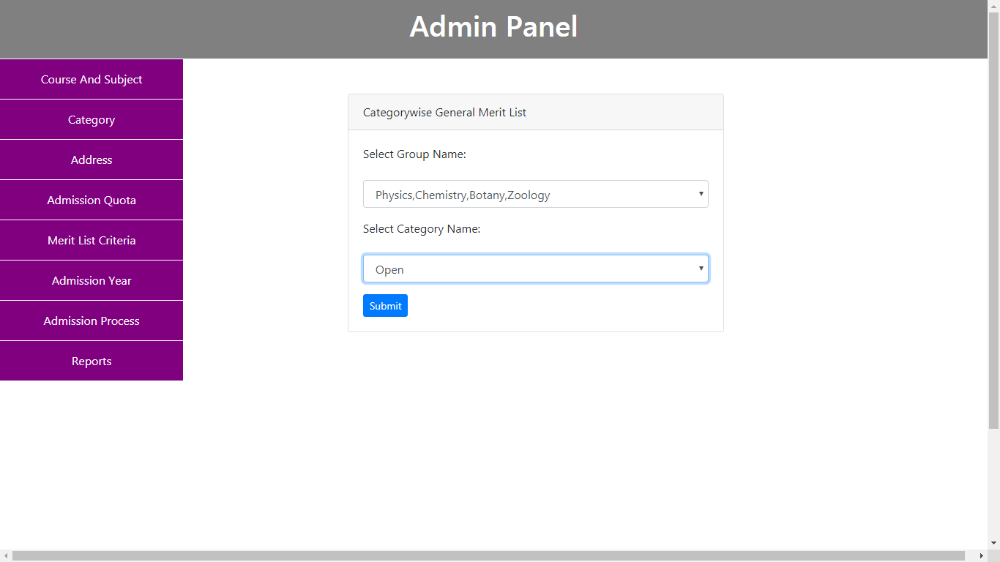 Admin Panel
Course And Subject
Category
Address
Admission Quota
Merit List Criteria
Admission Year
Admission Process
Reports
Categorywise General Merit List
Select Group Name:
Physics,Chemistry,Botany,Zoology
Select Category Name:
Open
Submit